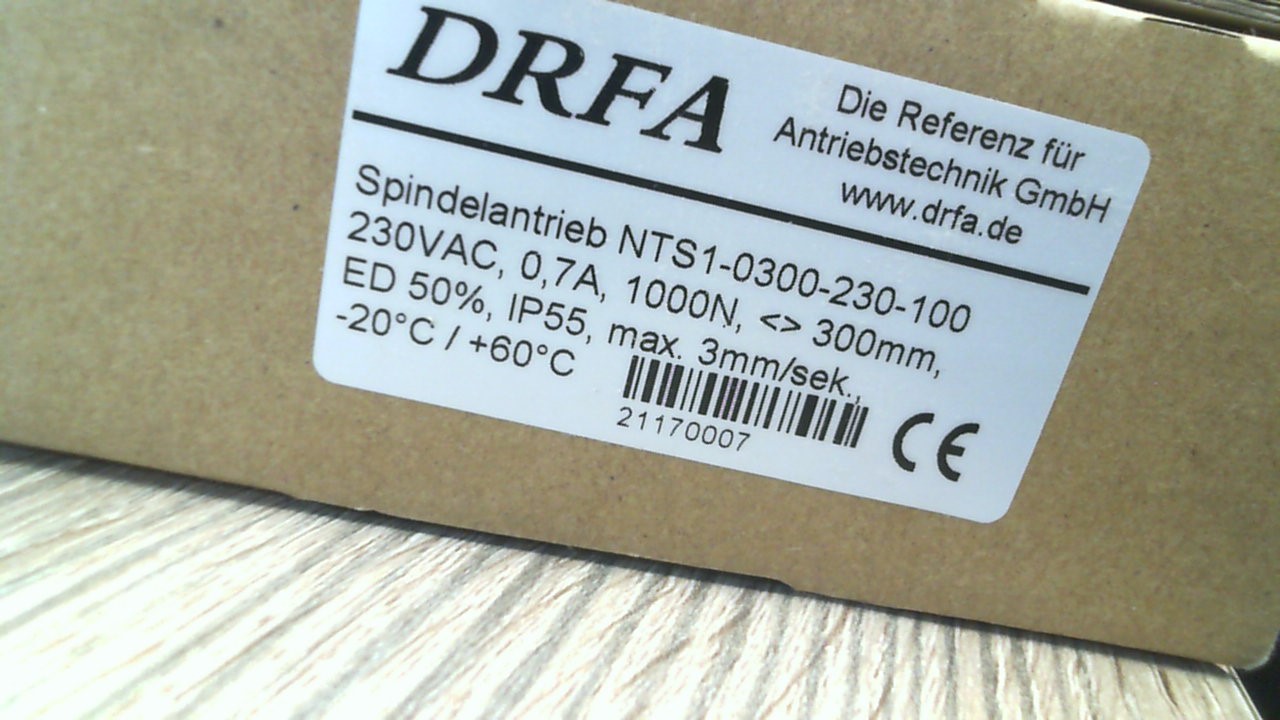 DRFA
Die Referenz für
Antriebstechnik GmbH
www.drfa.de
Spindelantrieb NTS1-0300-230-100
230VAC, 0,7A, 1000N, <> 300mm,
ED 50%, IP55, max. 3mm/sek.,
-20°C / +60°C
21170007
CE